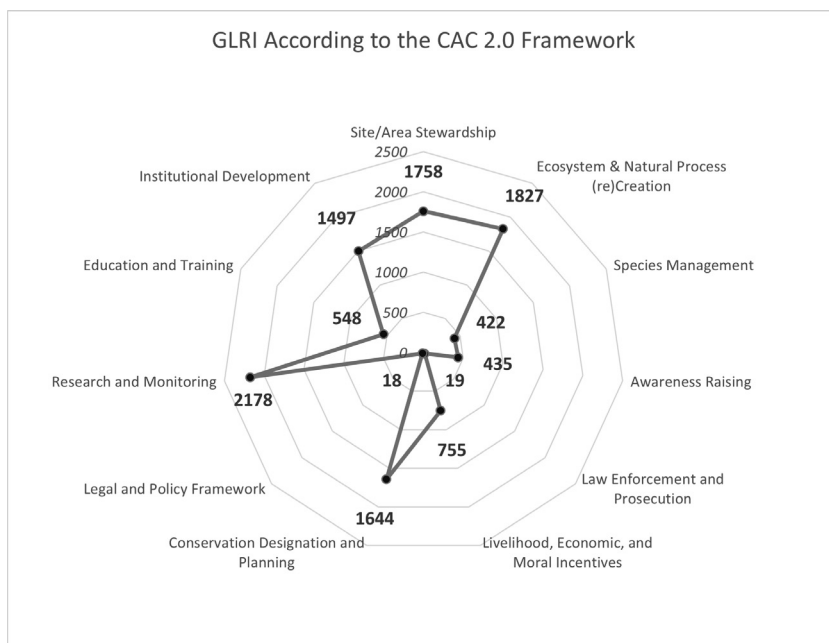 GLRI According to the CAC 2.0 Framework
Site/Area Stewardship
2500
1758
Ecosystem & Natural Process
(re)Creation
1827
Institutional Development
2000
1497
1500
Education and Training
Species Management
1000
548
500
422
0
435
Research and Monitoring
2178
18
19
Awareness Raising
755
Legal and Policy Framework
Law Enforcement and
Prosecution
1644
Conservation Designation and
Planning
Livelihood, Economic, and
Moral Incentives